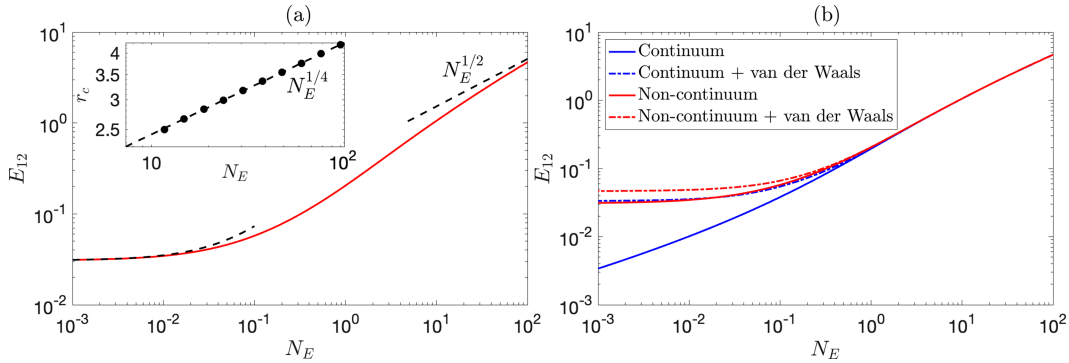 (a)
10^1
10^0
10^-1
10^-2
E_12
10^-3
10^-2
10^-1
10^0
10^1
10^2
N_E
N_E^1/2
4
3.5
3
2.5
r_c
N_E^1/4
10
10^2
N_E
(b)
10^1
10^0
10^-1
10^-2
10^-3
E_12
Continuum
Continuum + van der Waals
Non-continuum
Non-continuum + van der Waals
10^-3
10^-2
10^-1
10^0
10^1
10^2
N_E